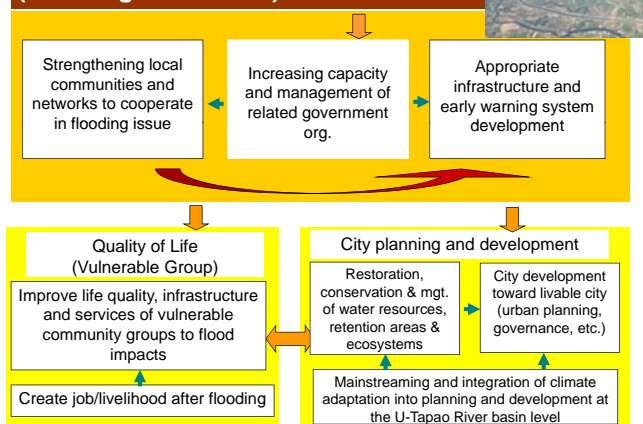 Strengthening local
communities and
networks to cooperate
in flooding issue
Increasing capacity
and management of
related government
org.
Appropriate
infrastructure and
early warning system
development
Quality of Life
(Vulnerable Group)
Improve life quality, infrastructure
and services of vulnerable
community groups to flood
impacts
Create job/livelihood after flooding
City planning and development
Restoration,
conservation & mgt.
of water resources,
retention areas &
ecosystems
City development
toward livable city
(urban planning,
governance, etc.)
Mainstreaming and integration of climate
adaptation into planning and development at
the U-Tapao River basin level